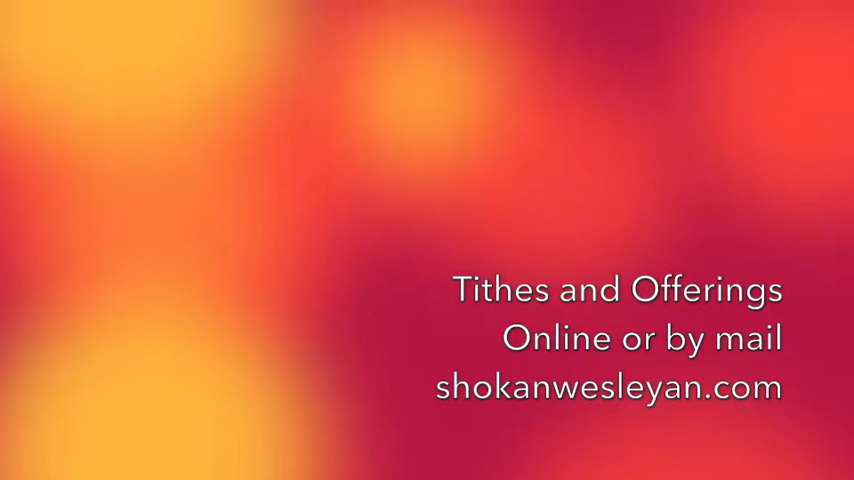 Tithes and Offerings
Online or by mail
shokanwesleyan.com